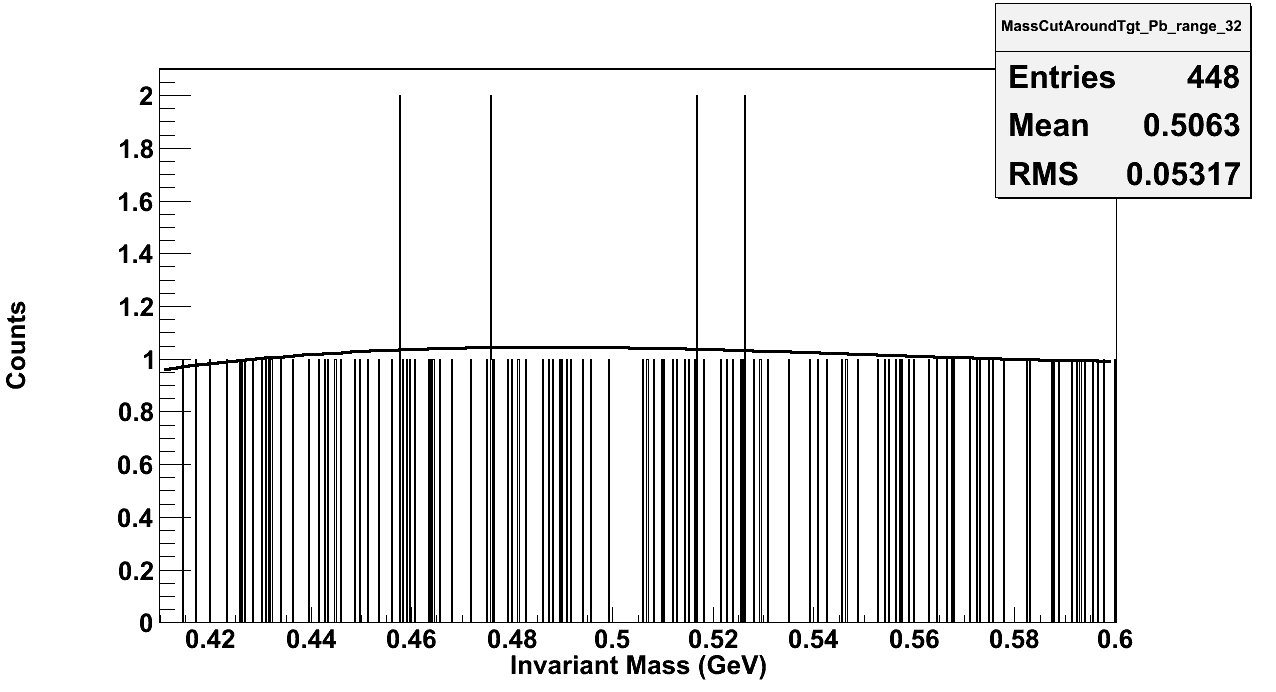 MassCutAroundTgt_Pb_range_32
Entries 448
Mean 0.5063
RMS 0.05317
2
1.8
1.6
1.4
1.2
1
0.8
0.6
0.4
0.2
0
Counts
0.42 0.44 0.46 0.48 0.5 0.52 0.54 0.56 0.58 0.6
Invariant Mass (GeV)